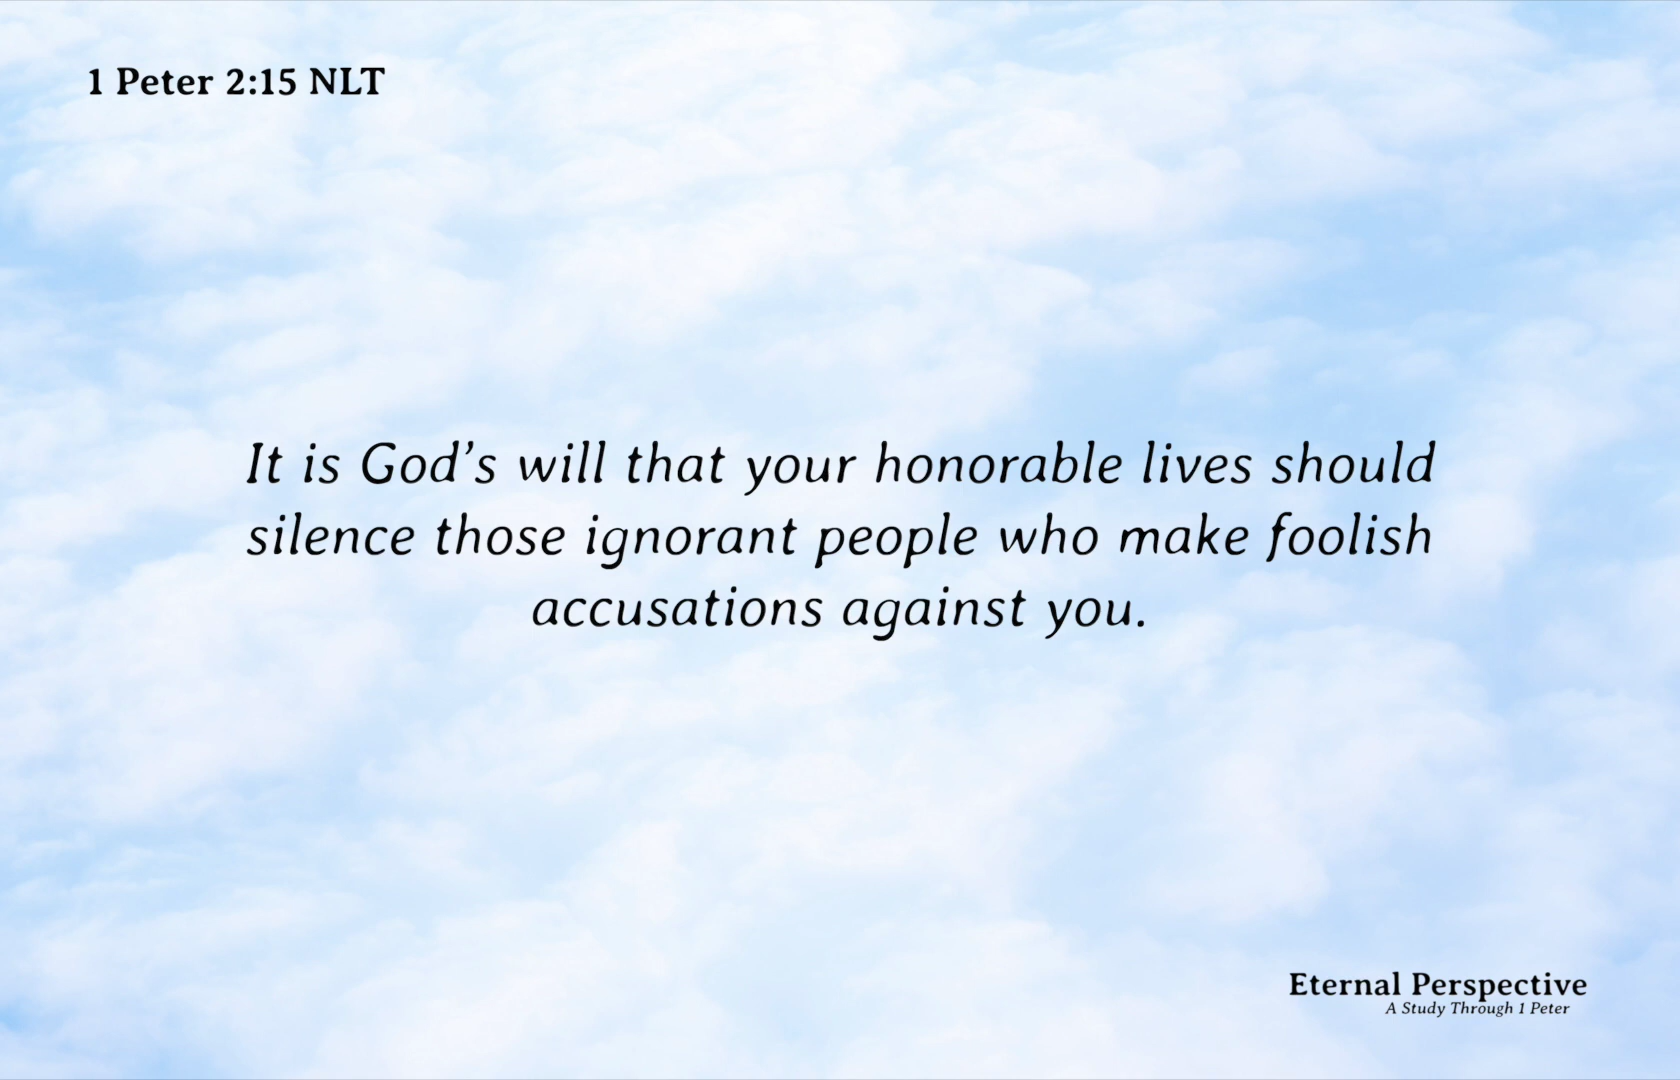 1 Peter 2:15 NLT
It is God’s will that your honorable lives should
silence those ignorant people who make foolish
accusations against you.
Eternal Perspective
A Study Through 1 Peter